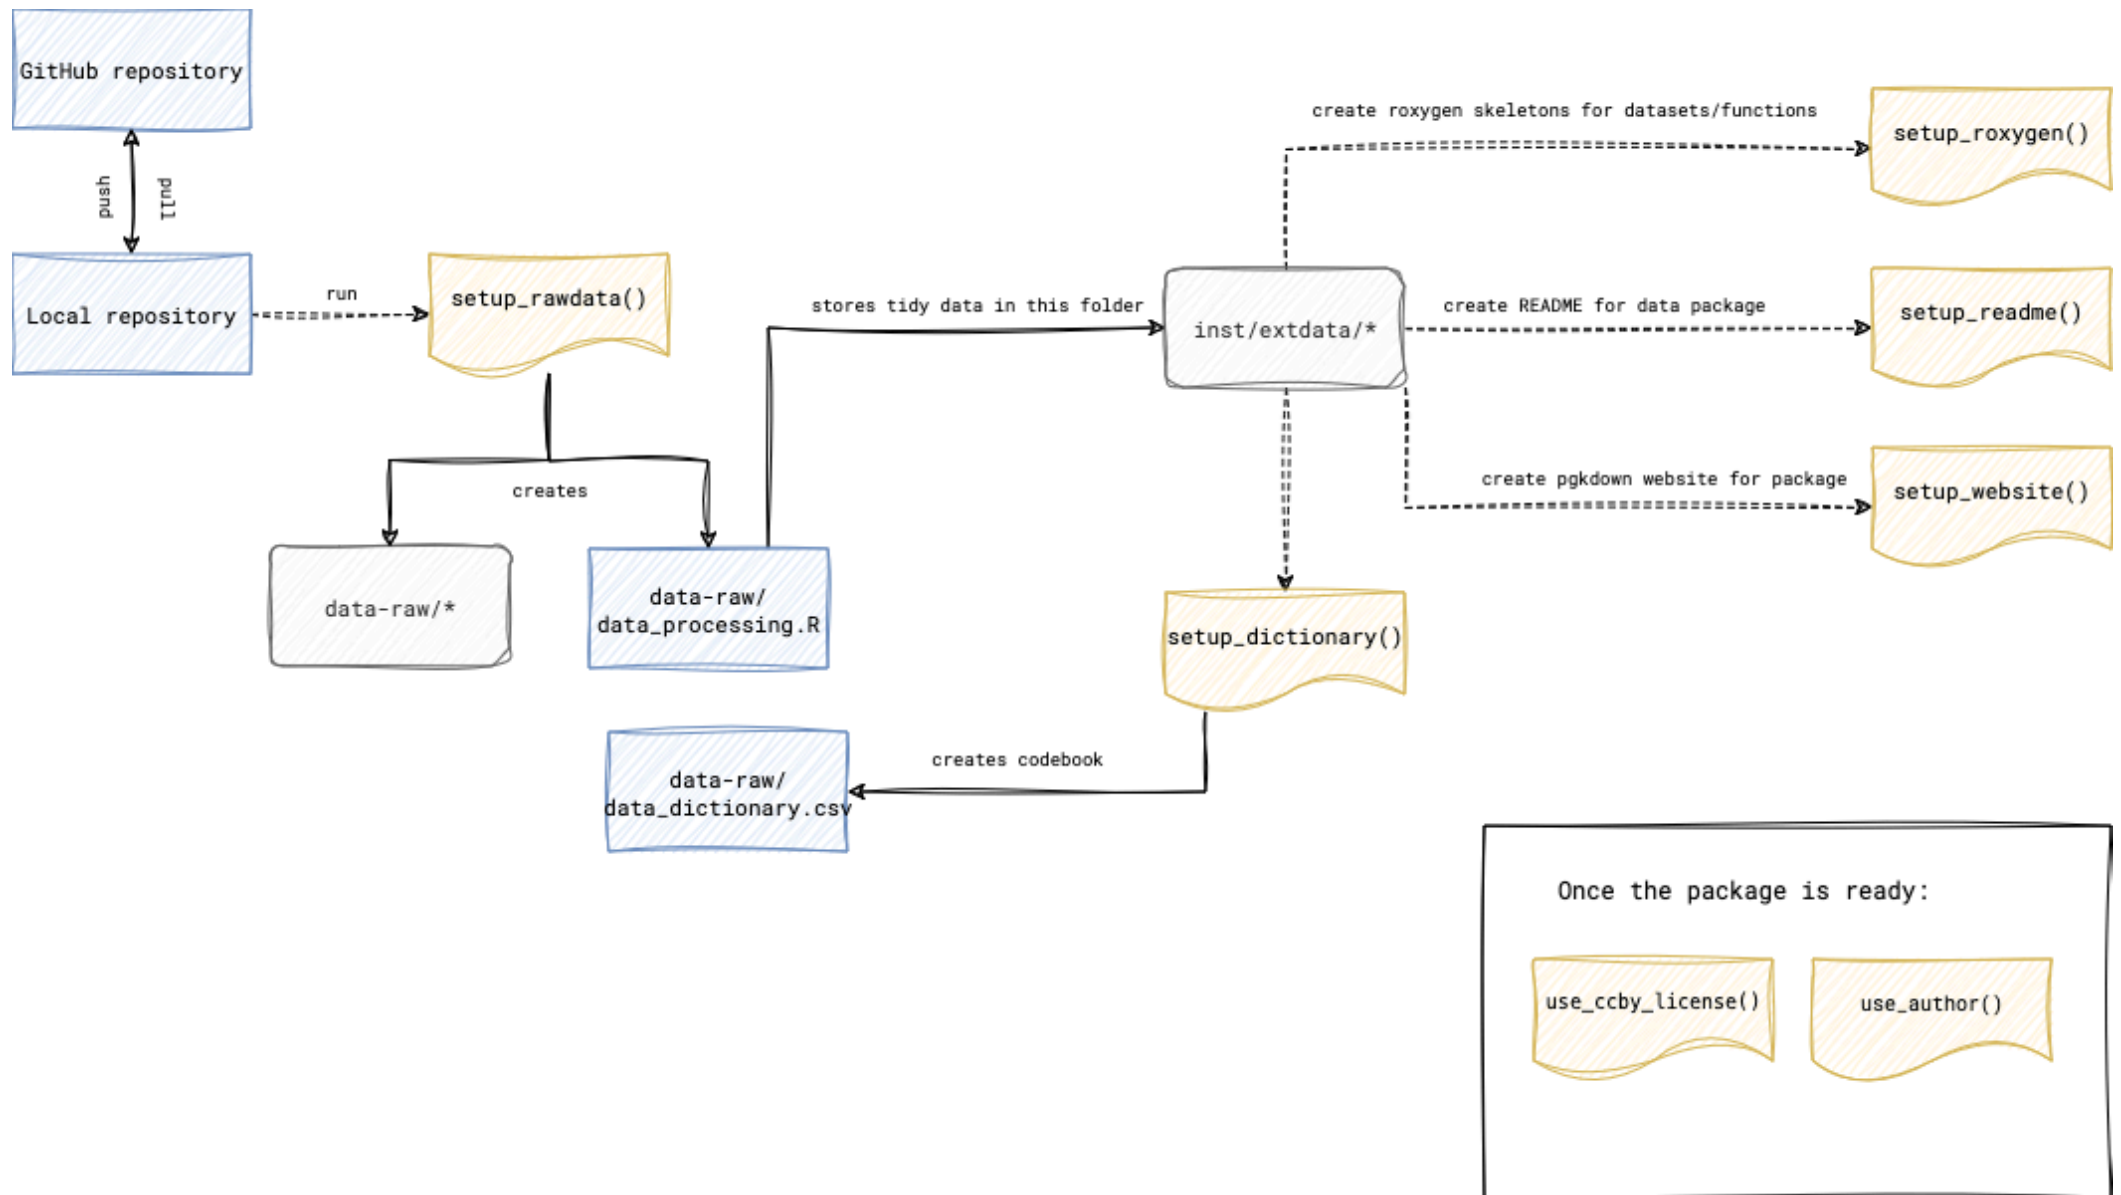 GitHub repository
push
pull
Local repository
run
setup_rawdata()
creates
data-raw/*
data-raw/
data_processing.R
stores tidy data in this folder
inst/extdata/*
create roxygen skeletons for datasets/functions
setup_roxygen()
create README for data package
setup_readme()
create pgkdown website for package
setup_website()
setup_dictionary()
creates codebook
data-raw/
data_dictionary.csv
Once the package is ready:
use_ccby_license()
use_author()